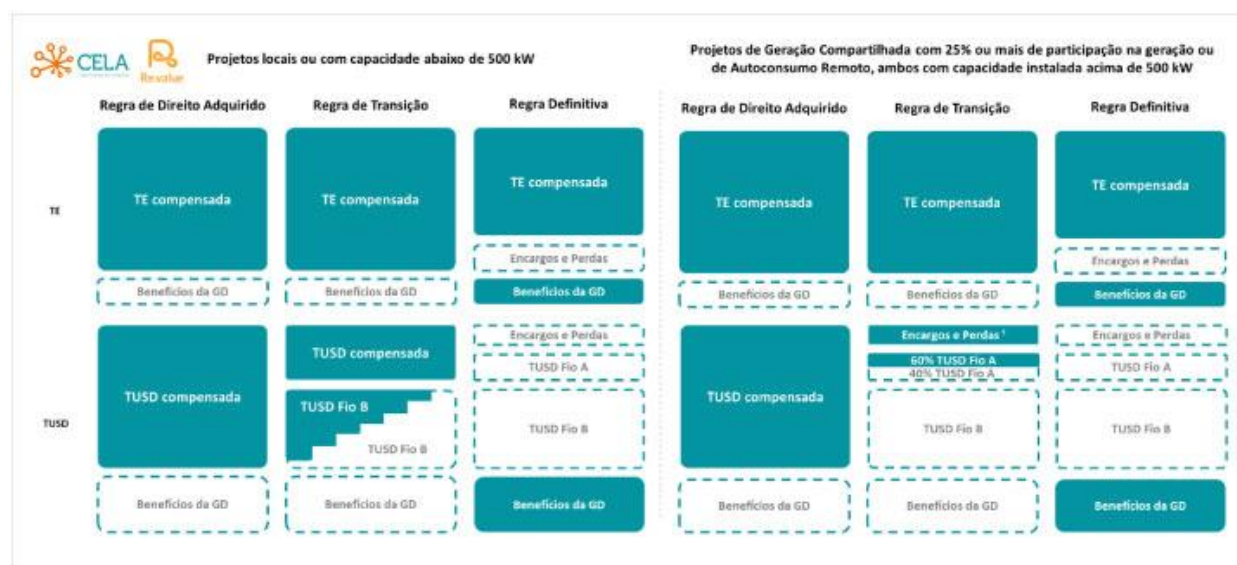 CELA
Revalue
Projetos locais ou com capacidade abaixo de 500 kW
Projetos de Geração Compartilhada com 25% ou mais de participação na geração ou
de Autoconsumo Remoto, ambos com capacidade instalada acima de 500 kW
Regra de Direito Adquirido
Regra de Transição
Regra Definitiva
Regra de Direito Adquirido
Regra de Transição
Regra Definitiva
TE
TE compensada
TE compensada
TE compensada
Encargos e Perdas
Benefícios da GD
Benefícios da GD
Benefícios da GD
TE compensada
TE compensada
TE compensada
Encargos e Perdas
Benefícios da GD
Benefícios da GD
Benefícios da GD
TUSD
TUSD compensada
TUSD compensada
TUSD Fio B
TUSD Fio B
Encargos e Perdas
TUSD Fio A
TUSD Fio B
Benefícios da GD
Benefícios da GD
Benefícios da GD
TUSD compensada
Encargos e Perdas ¹
60% TUSD Fio A
40% TUSD Fio A
TUSD Fio B
Encargos e Perdas
TUSD Fio A
TUSD Fio B
Benefícios da GD
Benefícios da GD
Benefícios da GD